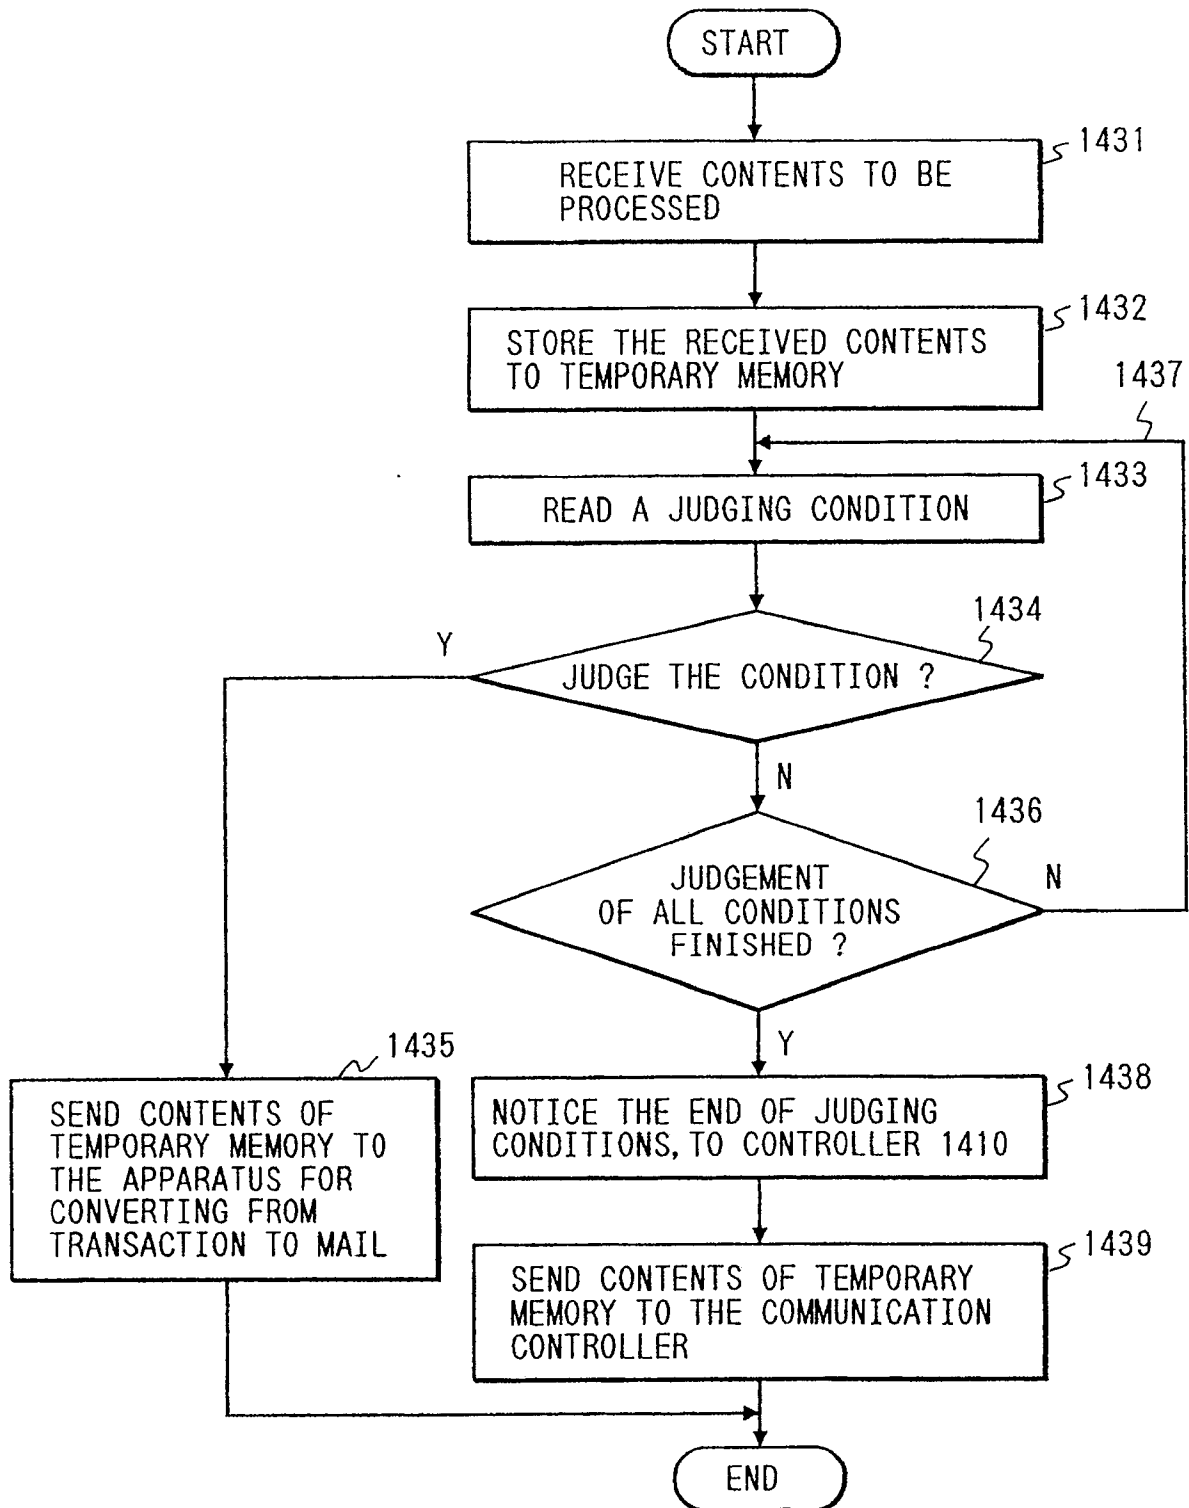 START
1431
RECEIVE CONTENTS TO BE
PROCESSED
1432
STORE THE RECEIVED CONTENTS
TO TEMPORARY MEMORY
1437
1433
READ A JUDGING CONDITION
1434
Y
JUDGE THE CONDITION ?
N
1436
JUDGEMENT
OF ALL CONDITIONS
FINISHED ?
N
Y
1435
SEND CONTENTS OF
TEMPORARY MEMORY TO
THE APPARATUS FOR
CONVERTING FROM
TRANSACTION TO MAIL
1438
NOTICE THE END OF JUDGING
CONDITIONS, TO CONTROLLER 1410
1439
SEND CONTENTS OF TEMPORARY
MEMORY TO THE COMMUNICATION
CONTROLLER
END